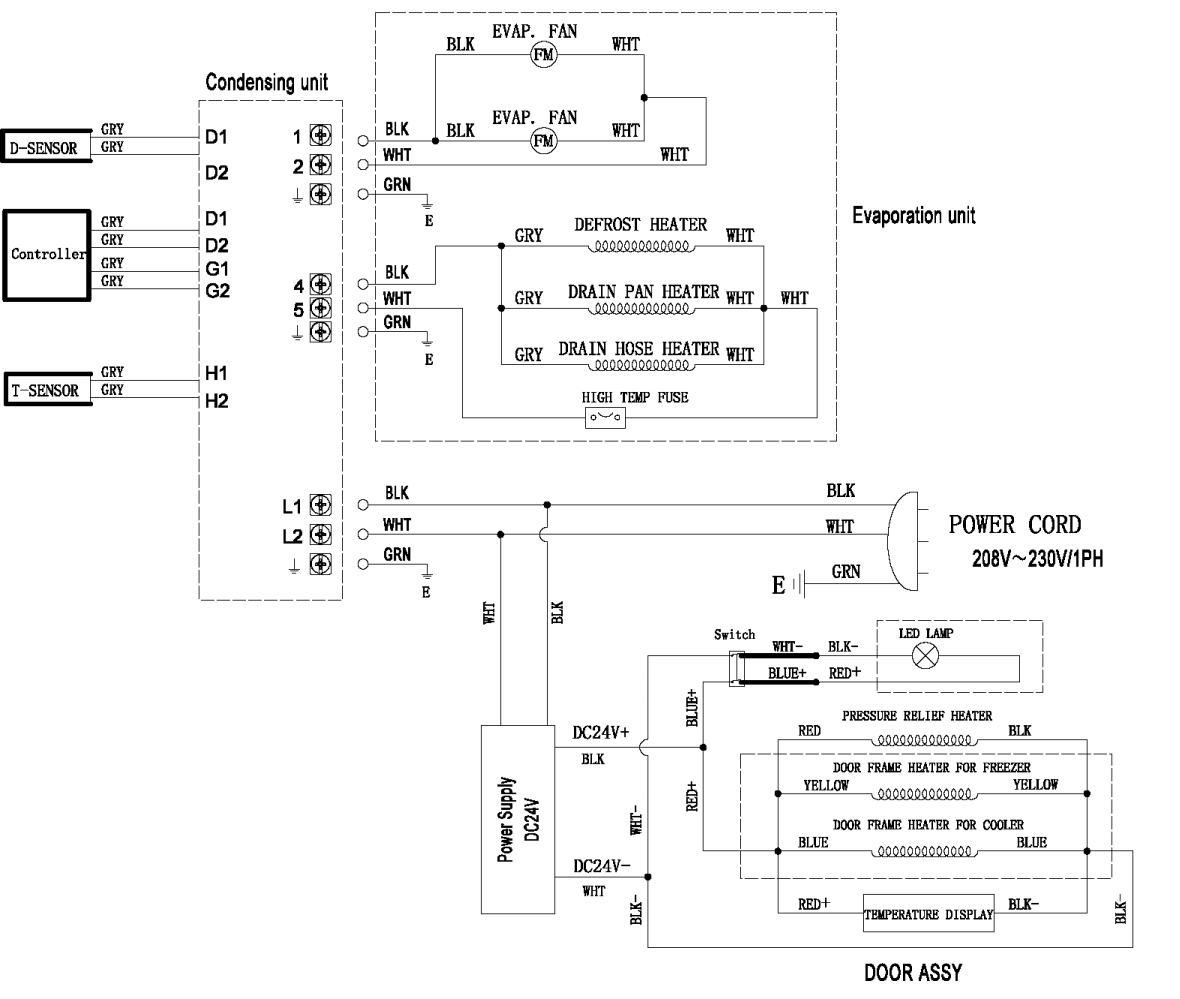 EVAP. FAN
BLK
FM
WHT
Condensing unit
EVAP. FAN
BLK
BLK
FM
WHT
WHT
WHT
GRN
E
D-SENSOR
GRY
GRY
D1
D2
1
2
Controller
GRY
GRY
GRY
GRY
D1
D2
G1
G2
4
5
BLK
WHT
GRN
E
DEFROST HEATER
GRY
WHT
DRAIN PAN HEATER
GRY
WHT
WHT
DRAIN HOSE HEATER
GRY
WHT
HIGH TEMP FUSE
Evaporation unit
T-SENSOR
GRY
GRY
H1
H2
L1
L2
BLK
WHT
GRN
E
BLK
WHT
GRN
E
POWER CORD
208V~230V/1PH
WHT
BLK
Switch
WHT-
BLK-
BLUE+
RED+
LED LAMP
BLUE+
Power Supply
DC24V
DC24V+
BLK
RED+
WHT-
DC24V-
WHT
BLK-
PRESSURE RELIEF HEATER
RED
BLK
DOOR FRAME HEATER FOR FREEZER
YELLOW
YELLOW
DOOR FRAME HEATER FOR COOLER
BLUE
BLUE
RED+
TEMPERATURE DISPLAY
BLK-
BLK-
DOOR ASSY